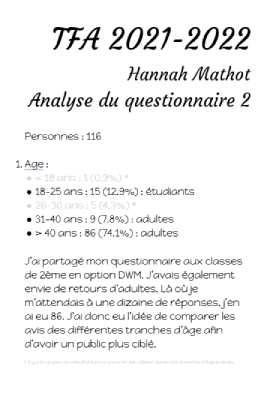 TFA 2021-2022
Hannah Mathot
Analyse du questionnaire 2
Personnes : 116
1. Age :
• < 18 ans : 1 (0.9%) *
• 18-25 ans : 15 (12.9%) : étudiants
• 26-30 ans : 5 (4.3%) *
• 31-40 ans : 9 (7.8%) : adultes
• > 40 ans : 86 (74.1%) : adultes
J'ai partagé mon questionnaire aux classes
de 2ème en option DWM. J'avais également
envie de retours d'adultes. Là où je
m'attendais à une dizaine de réponses, j'en
ai eu 86. J'ai donc eu l'idée de comparer les
avis des différentes tranches d'âge afin
d'avoir un public plus ciblé.